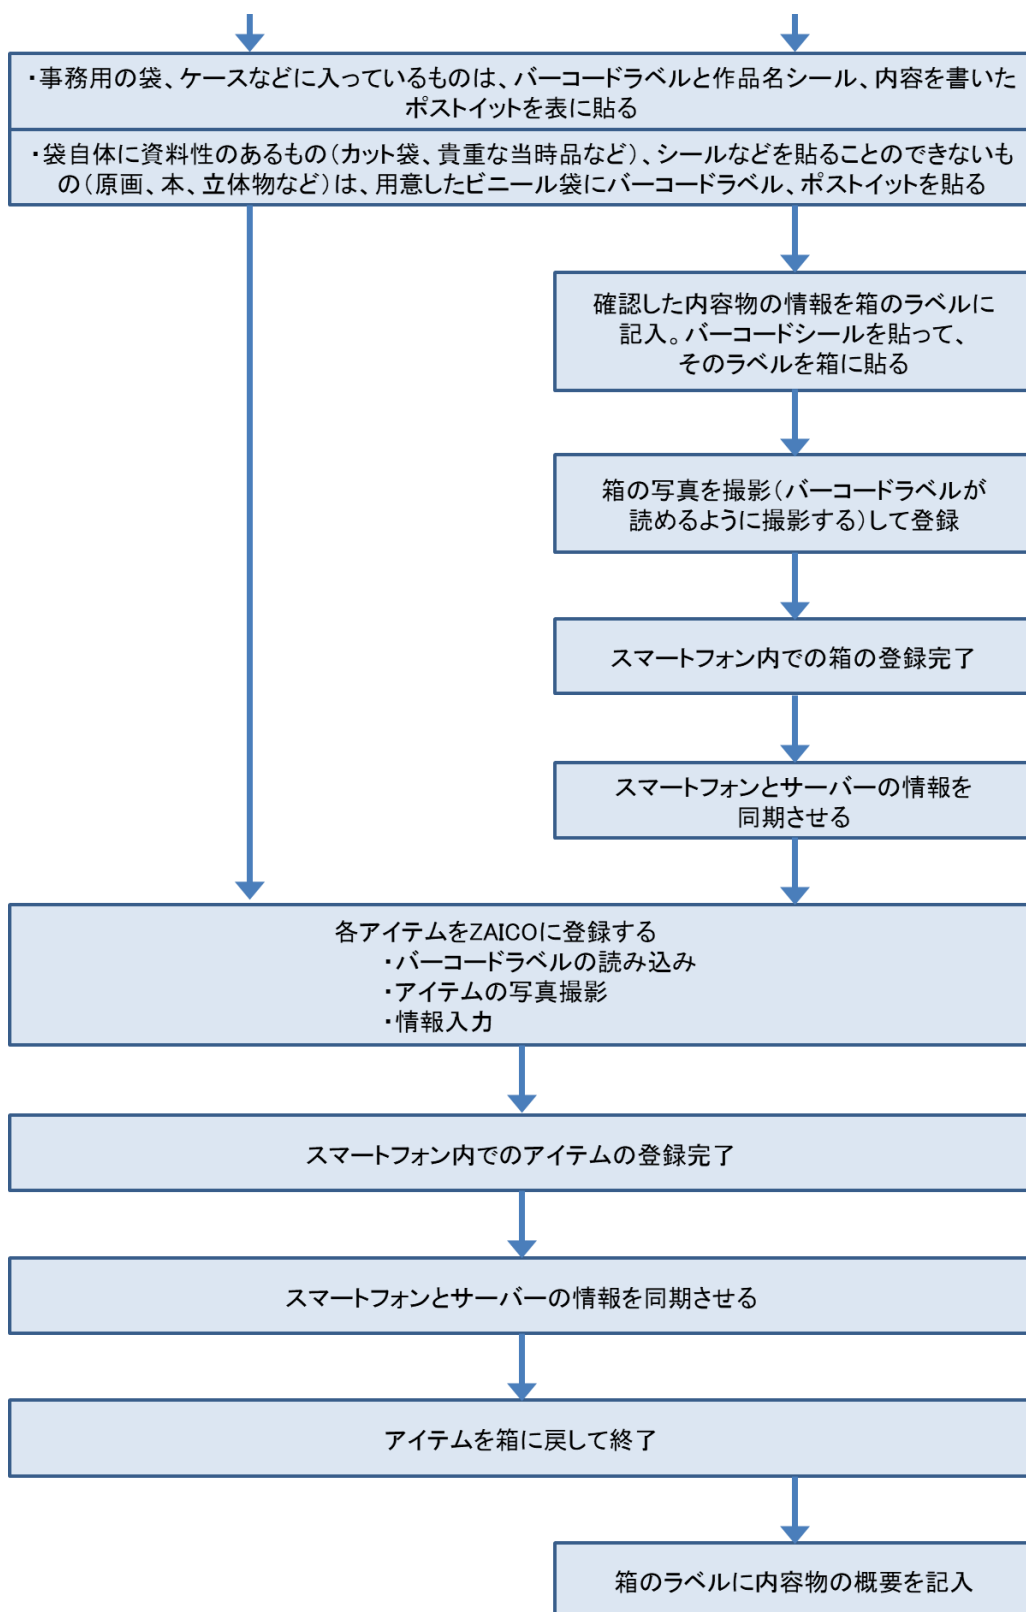 ・事務用の袋、ケースなどに入っているものは、バーコードラベルと作品名シール、内容を書いた
ポストイットを表に貼る
・袋自体に資料性のあるもの(カット袋、貴重な当時品など)、シールなどを貼ることのできないも
の(原画、本、立体物など)は、用意したビニール袋にバーコードラベル、ポストイットを貼る
確認した内容物の情報を箱のラベルに
記入。バーコードシールを貼って、
そのラベルを箱に貼る
箱の写真を撮影(バーコードラベルが
読めるように撮影する)して登録
スマートフォン内での箱の登録完了
スマートフォンとサーバーの情報を
同期させる
各アイテムをZAICOに登録する
・バーコードラベルの読み込み
・アイテムの写真撮影
・情報入力
スマートフォン内でのアイテムの登録完了
スマートフォンとサーバーの情報を同期させる
アイテムを箱に戻して終了
箱のラベルに内容物の概要を記入